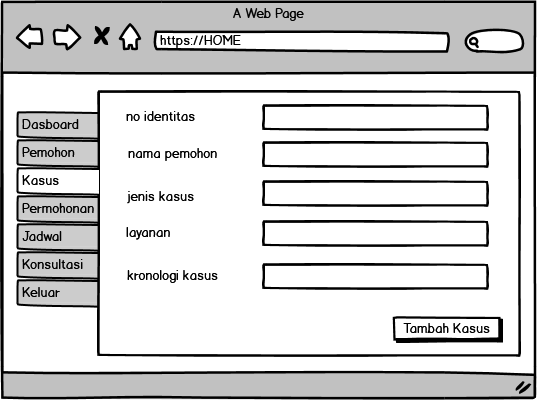 A Web Page
https://HOME
Dasboard
Pemohon
Kasus
Permohonan
Jadwal
Konsultasi
Keluar
no identitas
nama pemohon
jenis kasus
layanan
kronologi kasus
Tambah Kasus